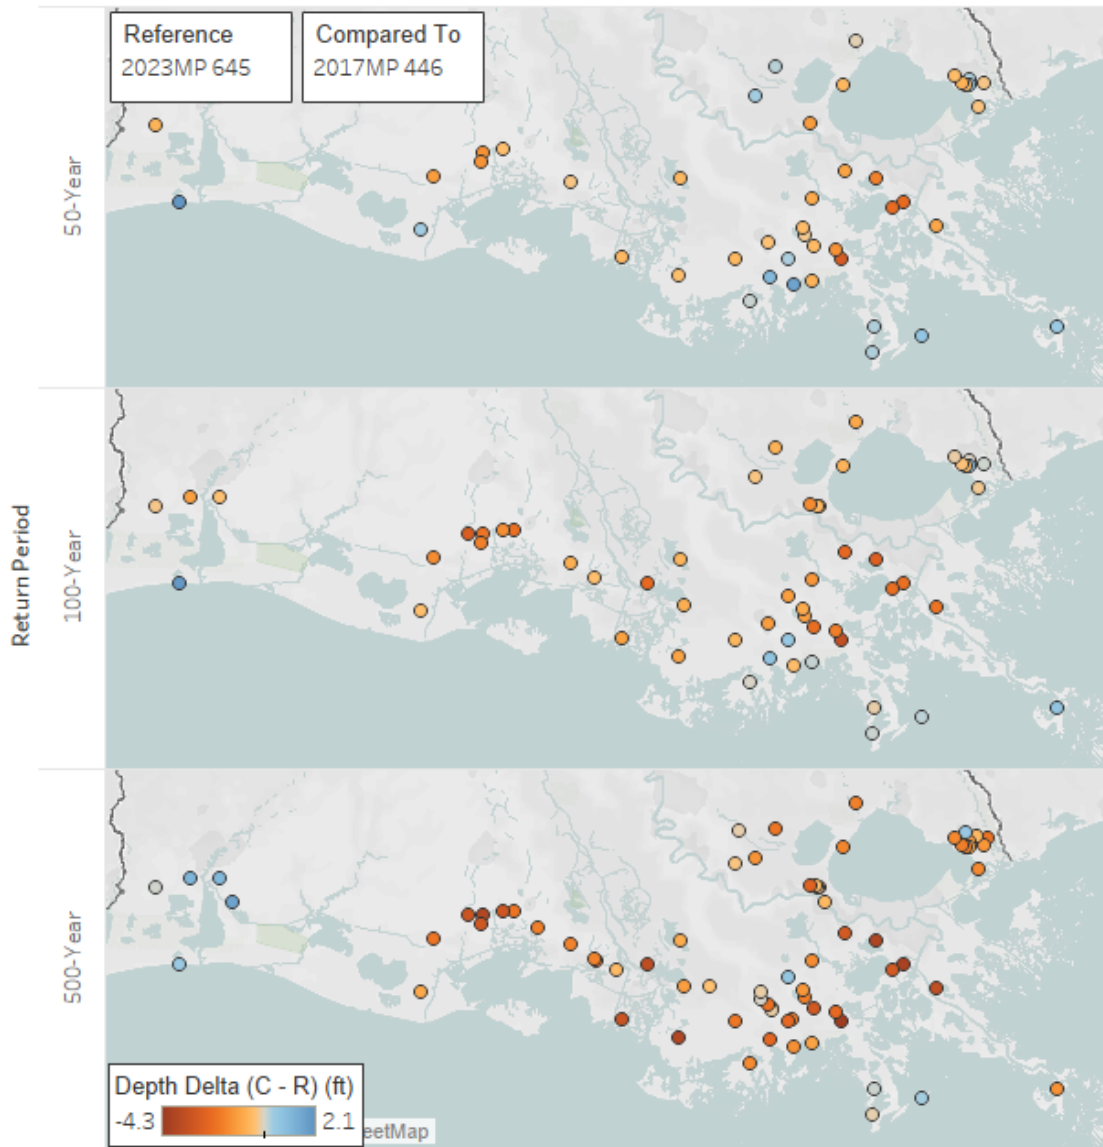 Reference
2023MP 645
Compared To
2017MP 446
Return Period
50-Year
100-Year
500-Year
Depth Delta (C - R) (ft)
-4.3
2.1
eetMap